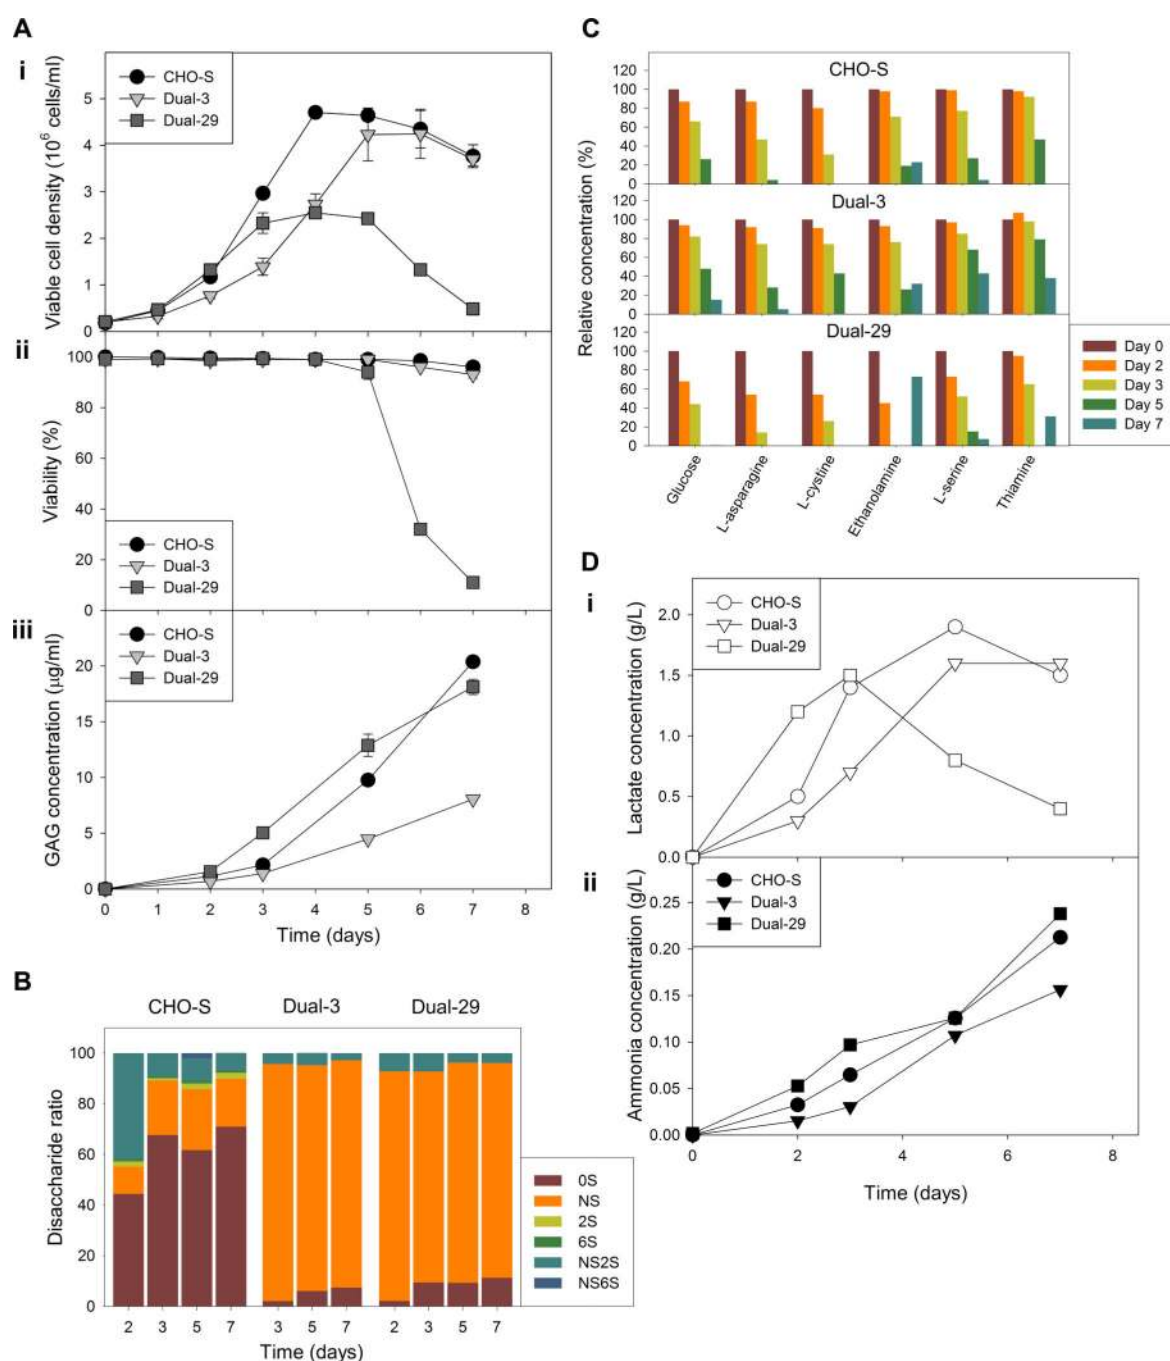 A
i
CHO-S
Dual-3
Dual-29
Viable cell density (10⁶ cells/ml)
5
4
3
2
1
0
ii
Viability (%)
100
80
60
40
20
0
CHO-S
Dual-3
Dual-29
iii
CHO-S
Dual-3
Dual-29
GAG concentration (µg/ml)
20
15
10
5
0
0 1 2 3 4 5 6 7 8
Time (days)
B
CHO-S Dual-3 Dual-29
Disaccharide ratio
100
80
60
40
20
0
2 3 5 7 3 5 7 2 3 5 7
Time (days)
0S
NS
2S
6S
NS2S
NS6S
C
Relative concentration (%)
CHO-S
120
100
80
60
40
20
0
Dual-3
120
100
80
60
40
20
0
Dual-29
120
100
80
60
40
20
0
Glucose
L-asparagine
L-cystine
Ethanolamine
L-serine
Thiamine
Day 0
Day 2
Day 3
Day 5
Day 7
D
i
CHO-S
Dual-3
Dual-29
Lactate concentration (g/L)
2.0
1.5
1.0
0.5
0.0
ii
CHO-S
Dual-3
Dual-29
Ammonia concentration (g/L)
0.25
0.20
0.15
0.10
0.05
0.00
0 2 4 6 8
Time (days)